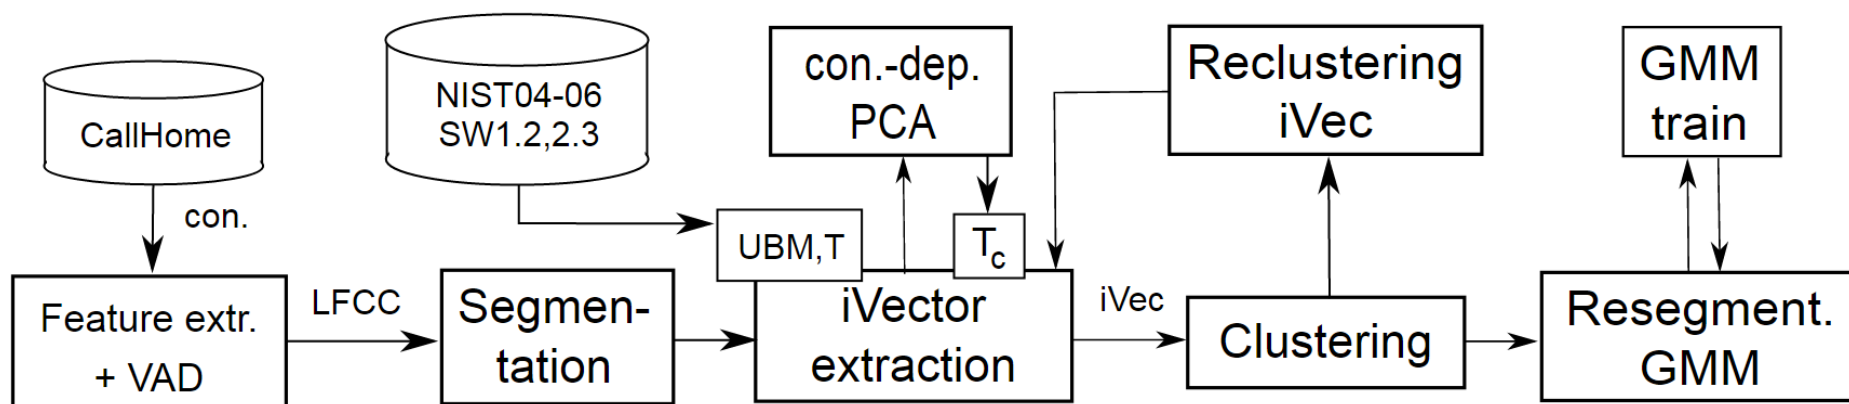 CallHome
con.
Feature extr.
+ VAD
LFCC
NIST04-06
SW1.2,2.3
Segmen-
tation
UBM,T
con.-dep.
PCA
Tc
iVector
extraction
iVec
Reclustering
iVec
Clustering
GMM
train
Resegment.
GMM